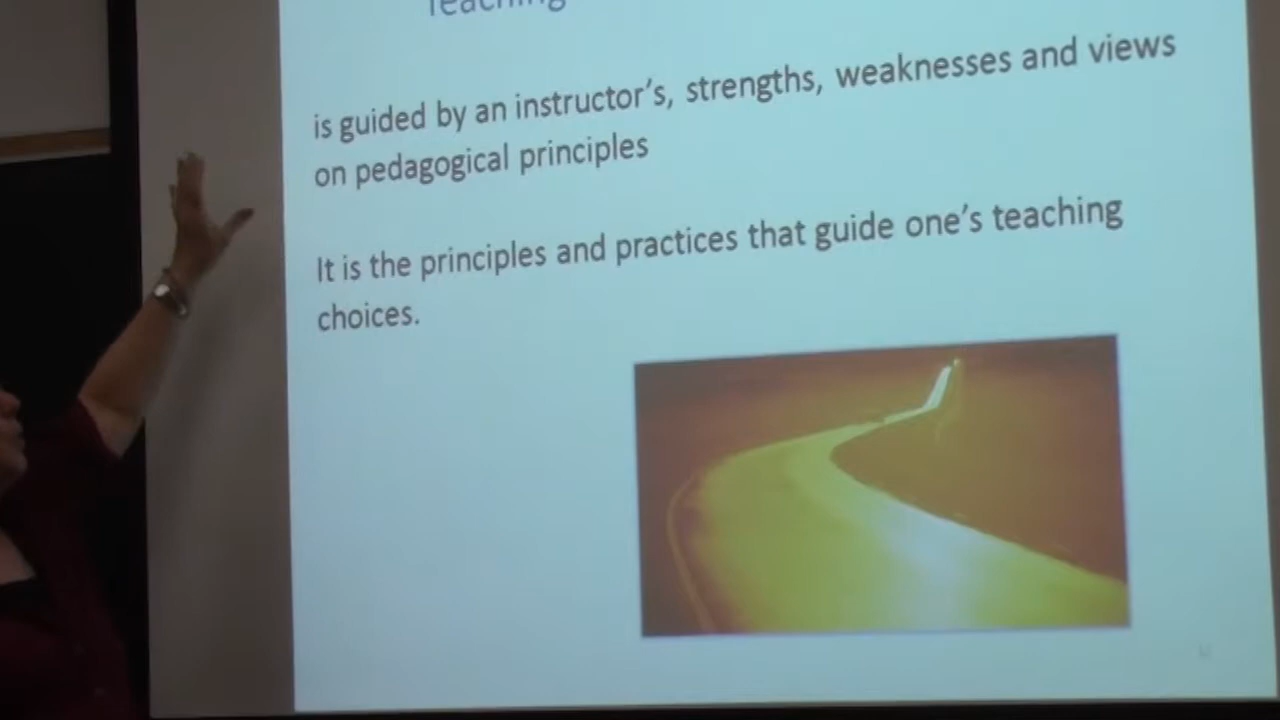 Teaching
is guided by an instructor's, strengths, weaknesses and views
on pedagogical principles
It is the principles and practices that guide one's teaching
choices.